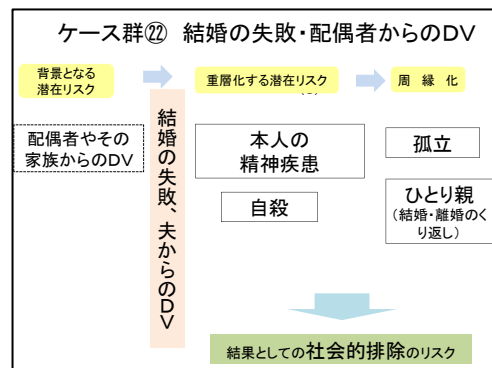 ケース群㉒ 結婚の失敗・配偶者からのDV
背景となる
潜在リスク
重層化する潜在リスク
周 縁 化
配偶者やその
家族からのDV
結婚の失敗、夫からのDV
本人の
精神疾患
自殺
孤立
ひとり親
(結婚・離婚のく
り返し)
結果としての社会的排除のリスク